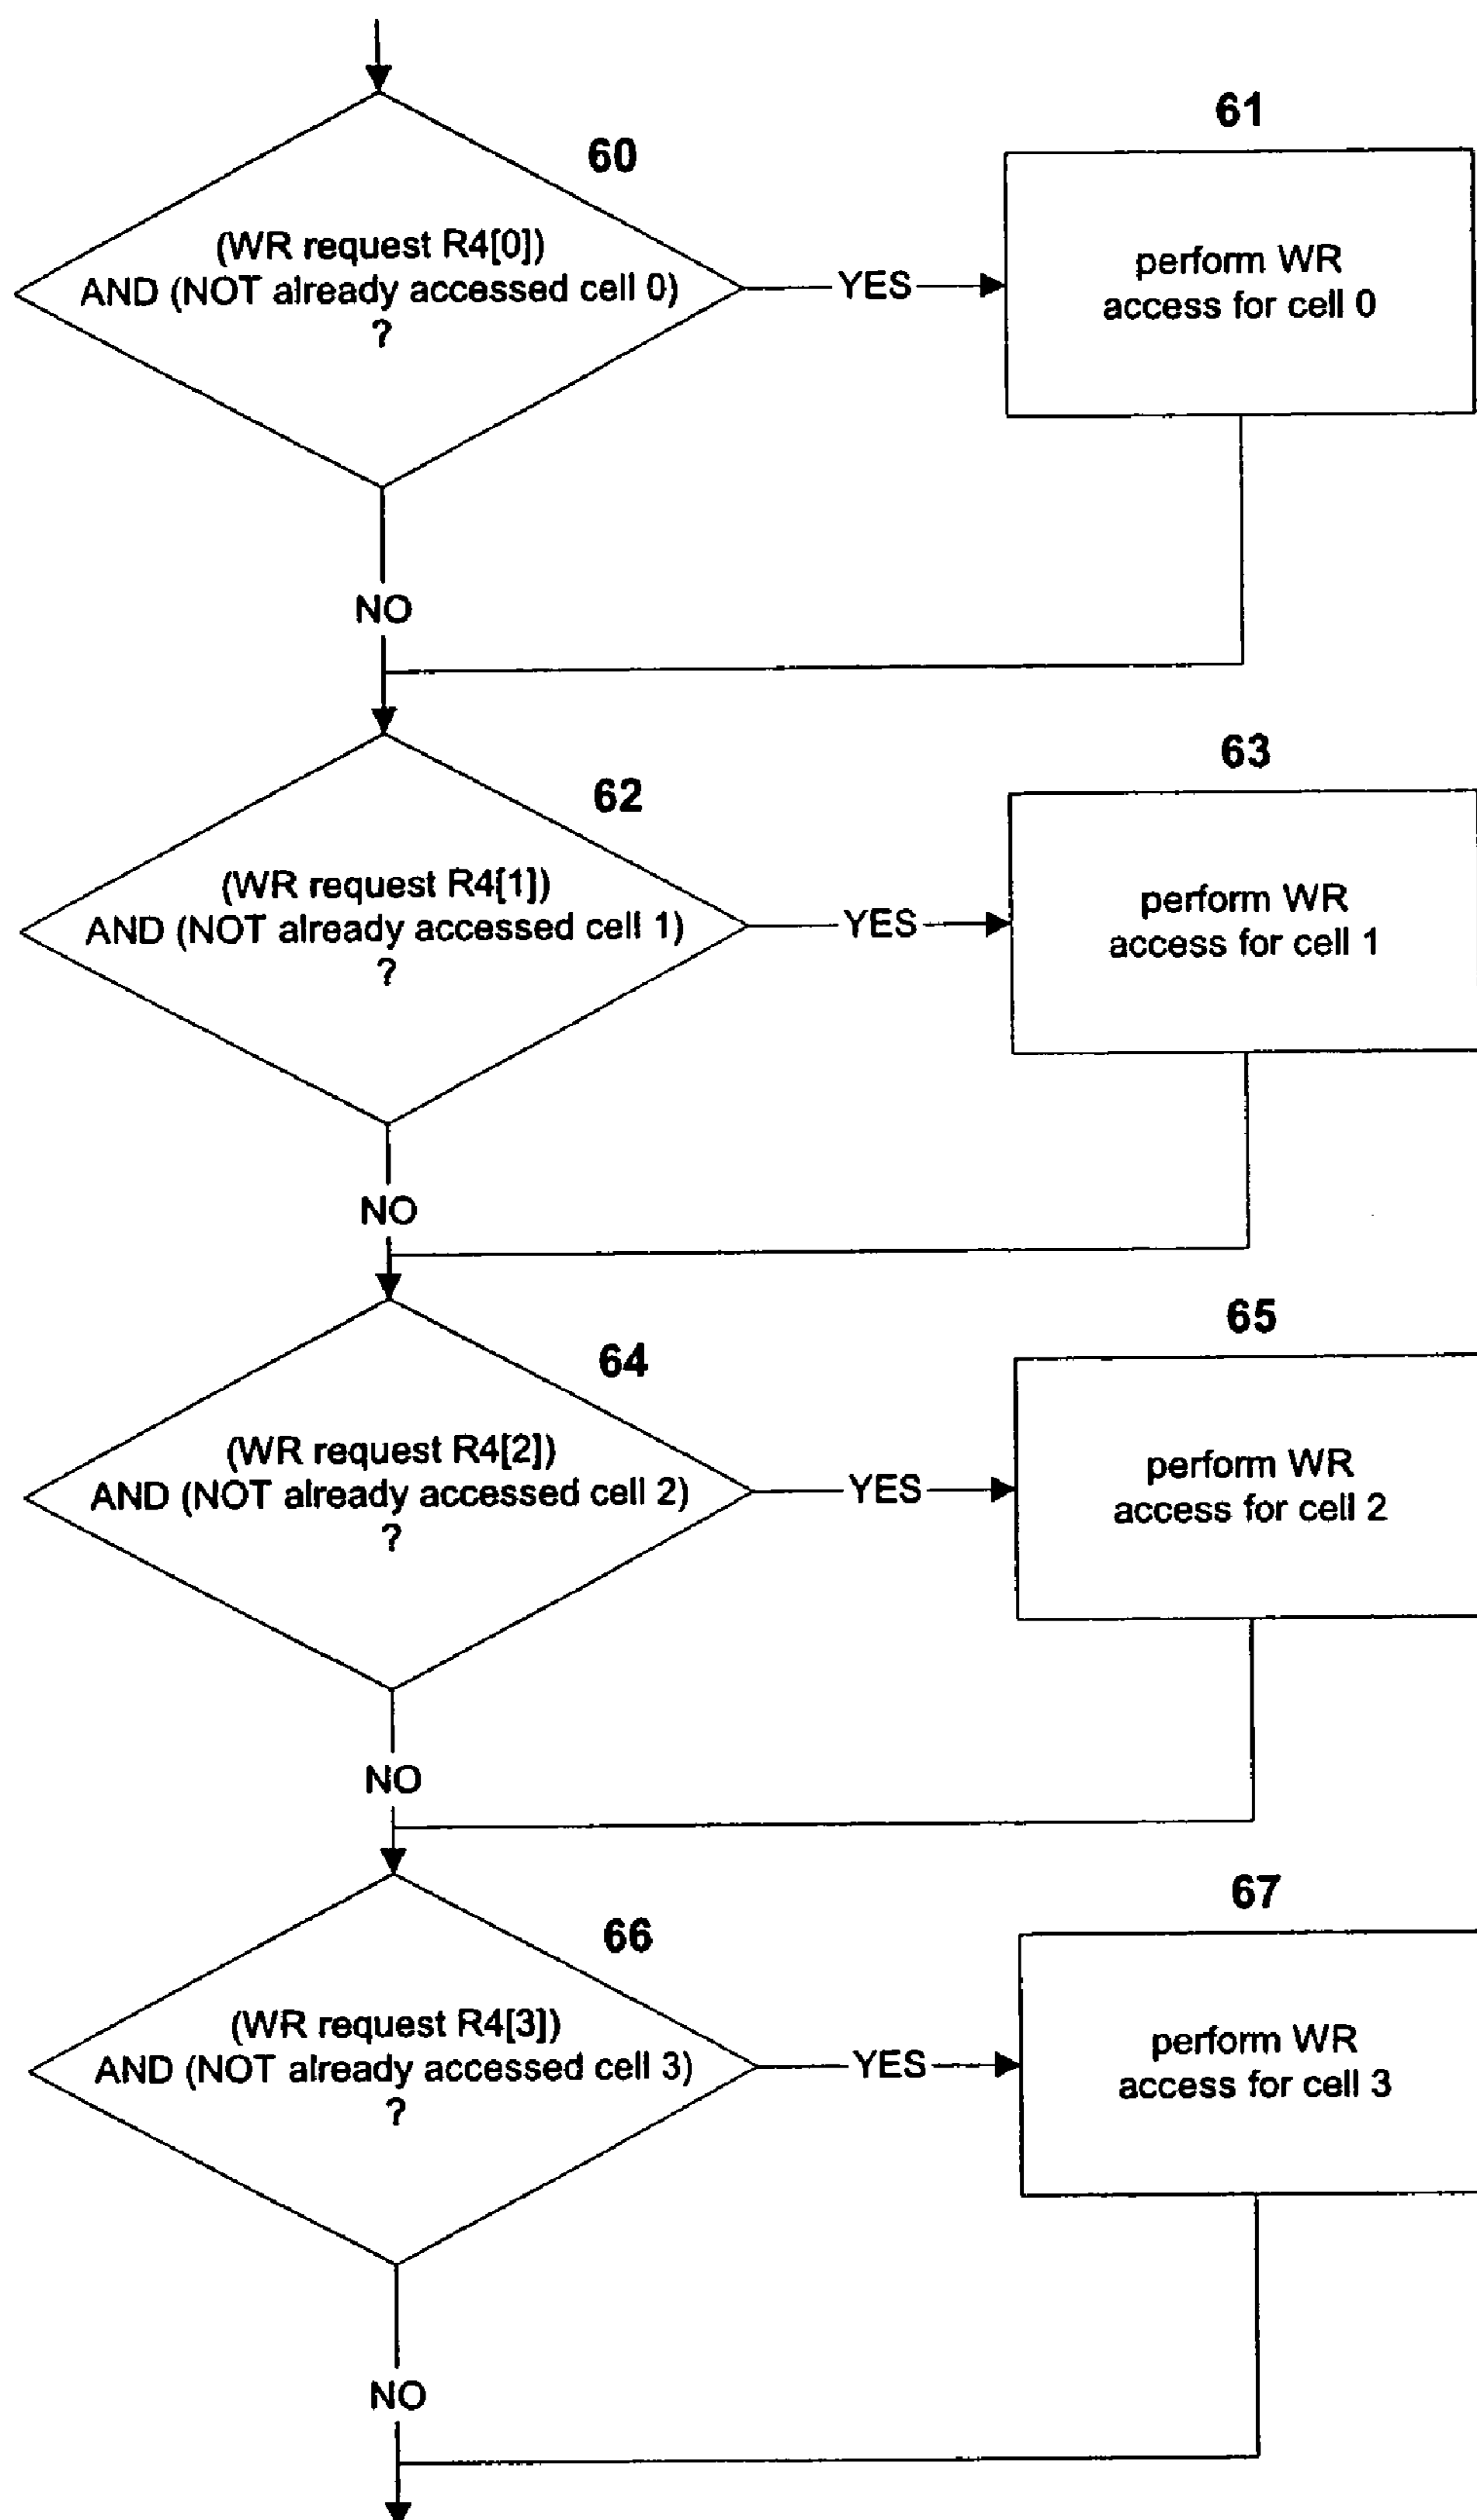 61
60
(WR request R4[0])
AND (NOT already accessed cell 0)
?
YES
perform WR
access for cell 0
NO
63
62
(WR request R4[1])
AND (NOT already accessed cell 1)
?
YES
perform WR
access for cell 1
NO
65
64
(WR request R4[2])
AND (NOT already accessed cell 2)
?
YES
perform WR
access for cell 2
NO
67
66
(WR request R4[3])
AND (NOT already accessed cell 3)
?
YES
perform WR
access for cell 3
NO